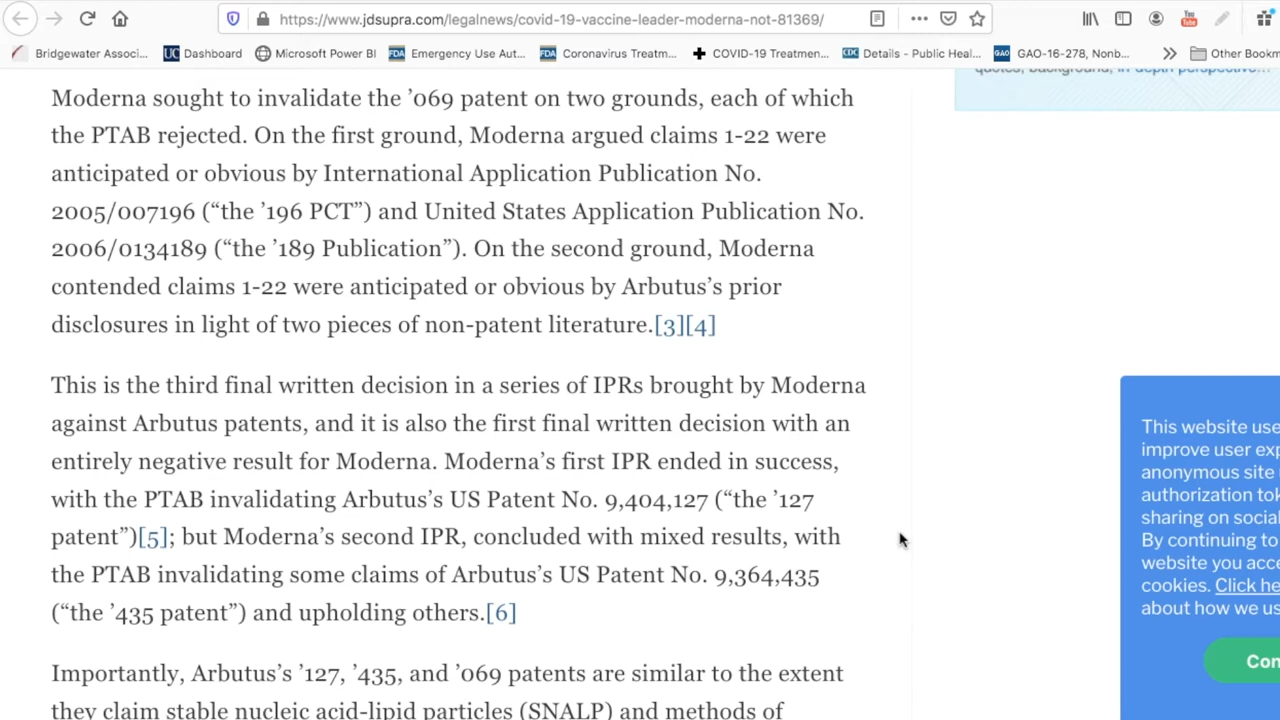 https://www.jdsupra.com/legalnews/covid-19-vaccine-leader-moderna-not-81369/
Bridgewater Associ... Dashboard Microsoft Power BI Emergency Use Aut... Coronavirus Treatm... COVID-19 Treatmen... Details - Public Heal... GAO-16-278, Nonb... Other Bookm
quotes, background, in-depth perspective...
Moderna sought to invalidate the ’069 patent on two grounds, each of which
the PTAB rejected. On the first ground, Moderna argued claims 1-22 were
anticipated or obvious by International Application Publication No.
2005/007196 (“the ’196 PCT”) and United States Application Publication No.
2006/0134189 (“the ’189 Publication”). On the second ground, Moderna
contended claims 1-22 were anticipated or obvious by Arbutus’s prior
disclosures in light of two pieces of non-patent literature.[3][4]
This is the third final written decision in a series of IPRs brought by Moderna
against Arbutus patents, and it is also the first final written decision with an
entirely negative result for Moderna. Moderna’s first IPR ended in success,
with the PTAB invalidating Arbutus’s US Patent No. 9,404,127 (“the ’127
patent”)[5]; but Moderna’s second IPR, concluded with mixed results, with
the PTAB invalidating some claims of Arbutus’s US Patent No. 9,364,435
(“the ’435 patent”) and upholding others.[6]
Importantly, Arbutus’s ’127, ’435, and ’069 patents are similar to the extent
they claim stable nucleic acid-lipid particles (SNALP) and methods of
This website use
improve user exp
anonymous site
authorization tok
sharing on social
By continuing to
website you acce
cookies. Click he
about how we us
Con